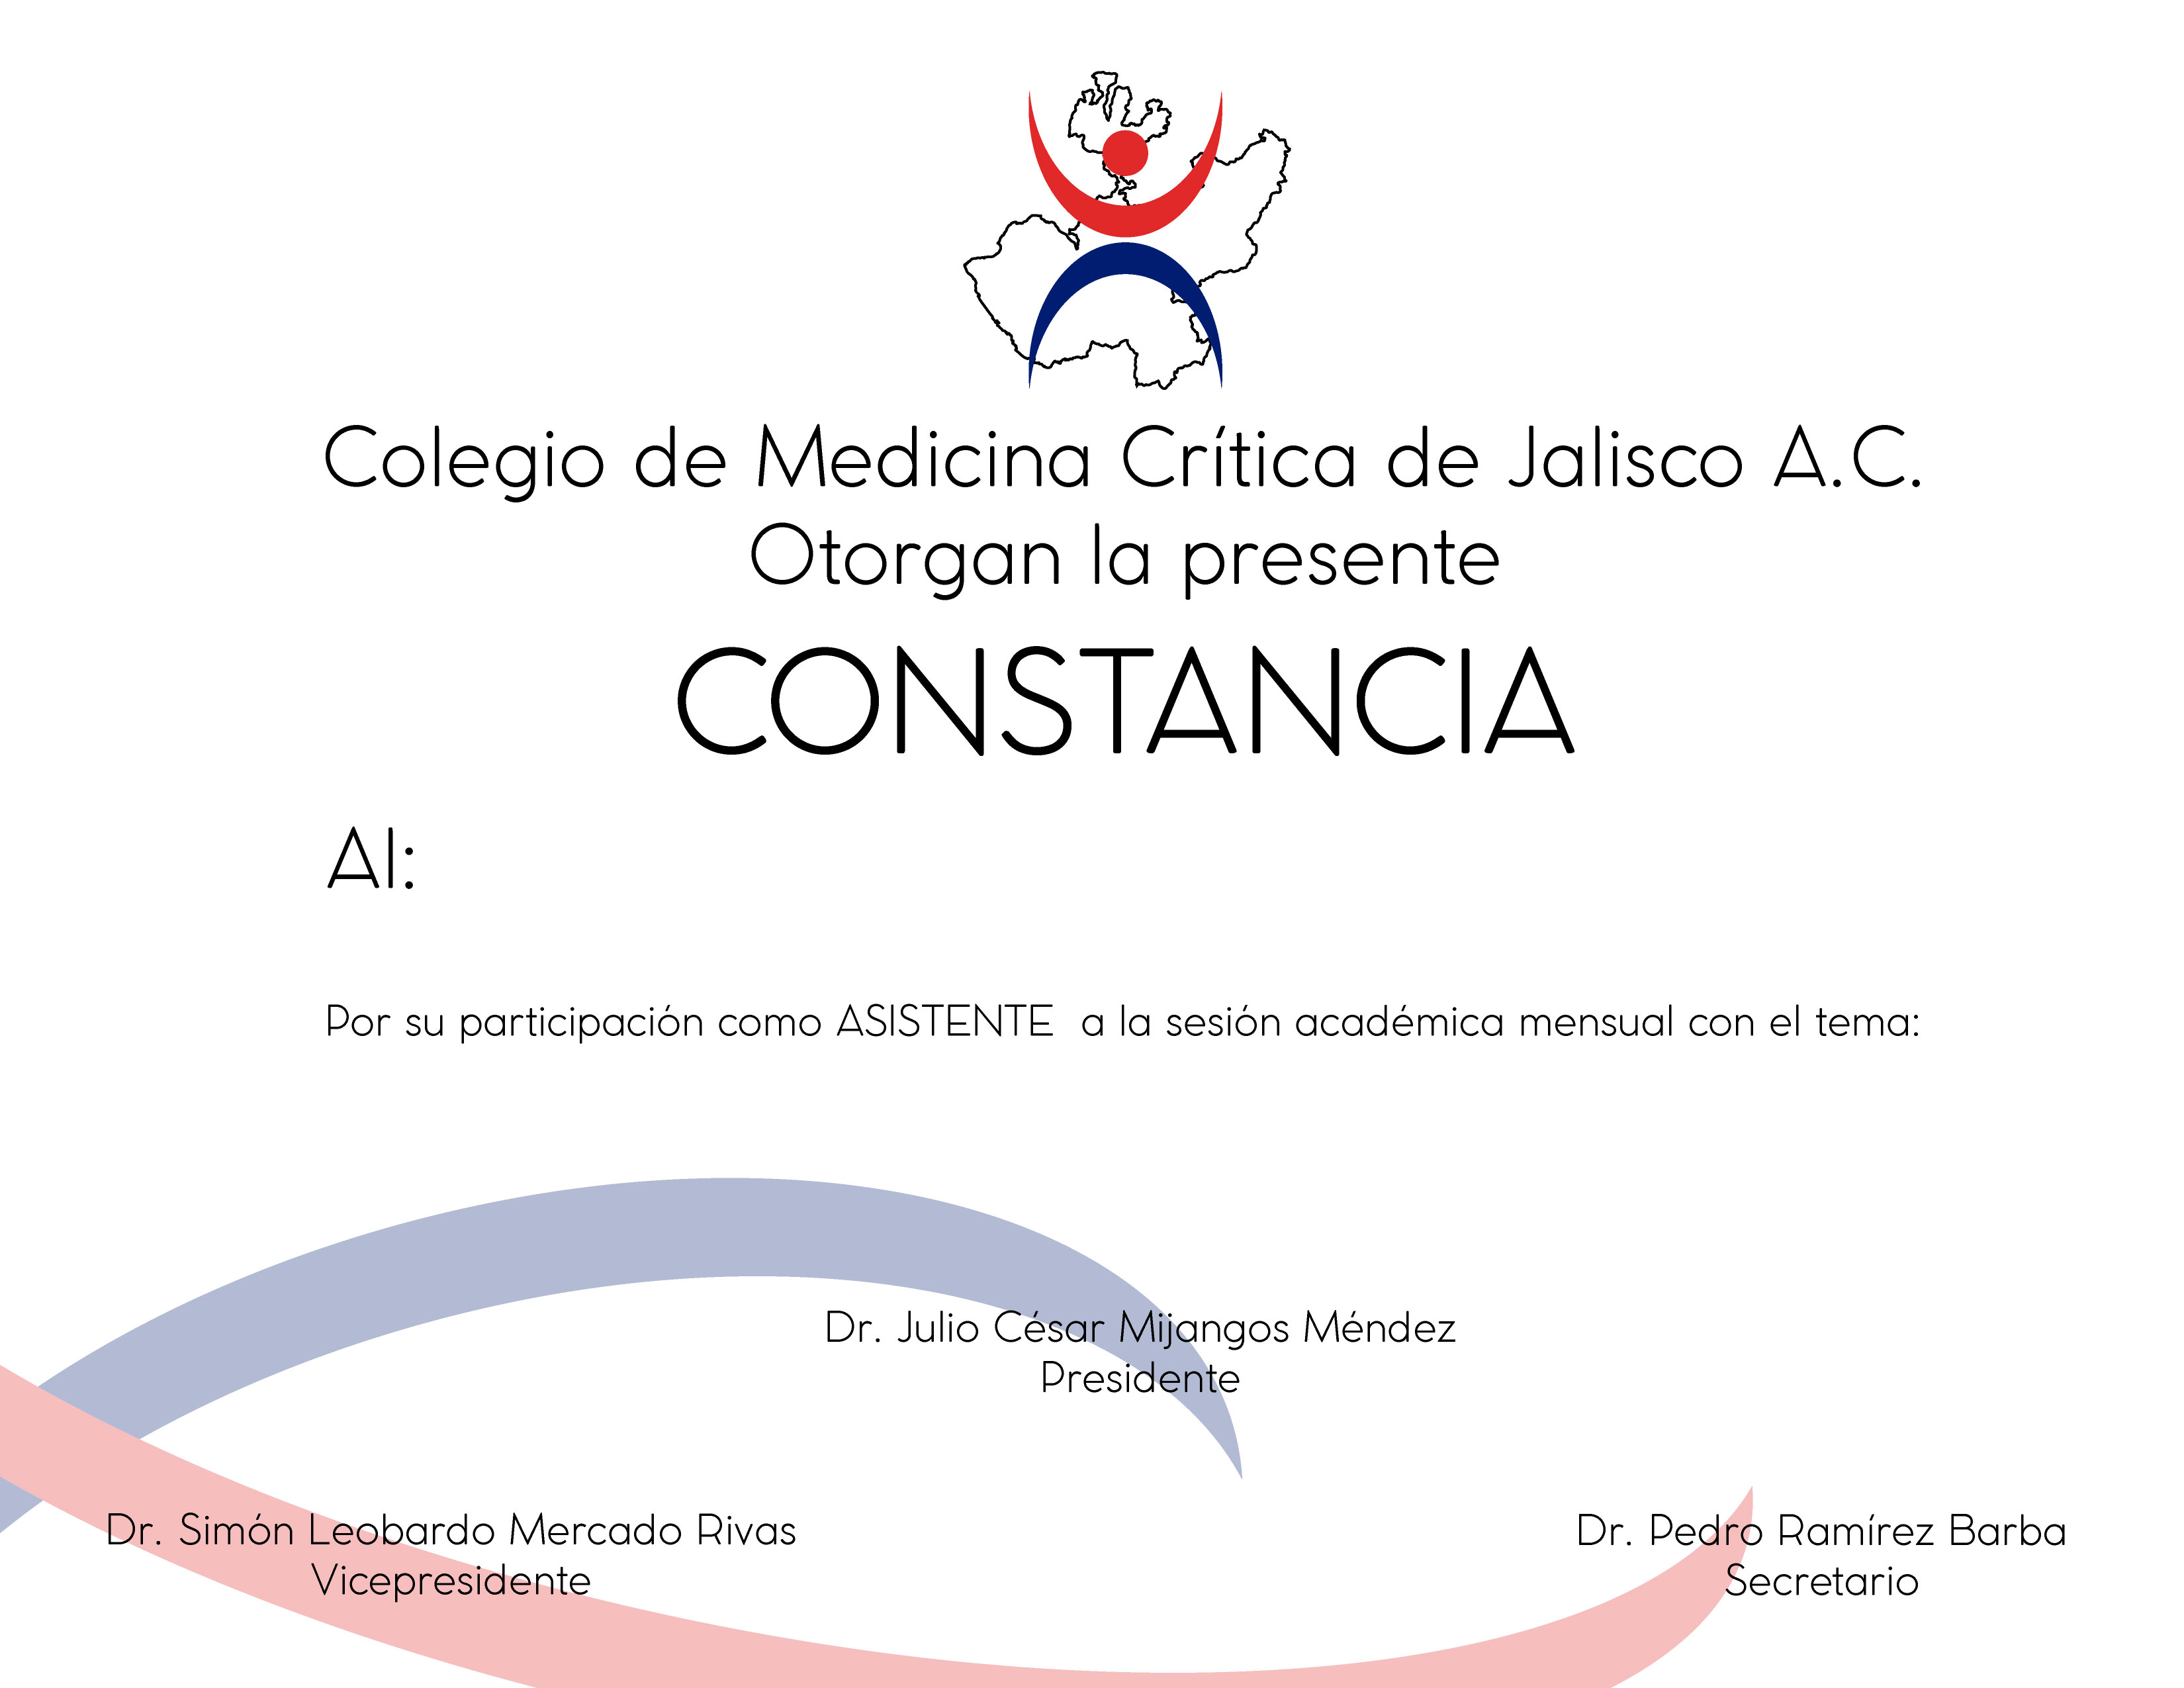 Colegio de Medicina Crítica de Jalisco A.C.
Otorgan la presente
CONSTANCIA
Al:
Por su participación como ASISTENTE a la sesión académica mensual con el tema:
Dr. Julio César Mijangos Méndez
Presidente
Dr. Simón Leobardo Mercado Rivas
Vicepresidente
Dr. Pedro Ramírez Barba
Secretario